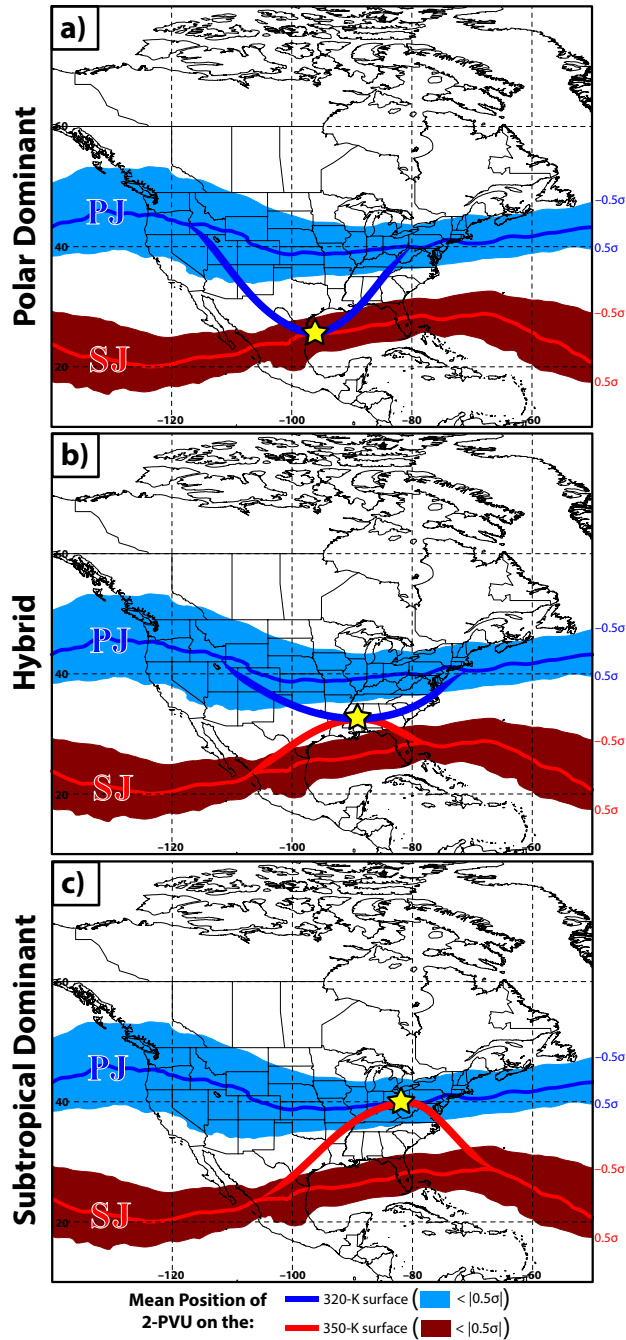 a)
Polar Dominant
60
PJ
−0.5σ
40
0.5σ
−0.5σ
SJ
20
0.5σ
−120
−100
−80
−60
b)
Hybrid
60
PJ
−0.5σ
40
0.5σ
−0.5σ
SJ
20
0.5σ
−120
−100
−80
−60
c)
Subtropical Dominant
60
PJ
−0.5σ
40
0.5σ
−0.5σ
SJ
20
0.5σ
−120
−100
−80
−60
Mean Position of 320-K surface ( < |0.5σ|)
2-PVU on the: 350-K surface ( < |0.5σ|)